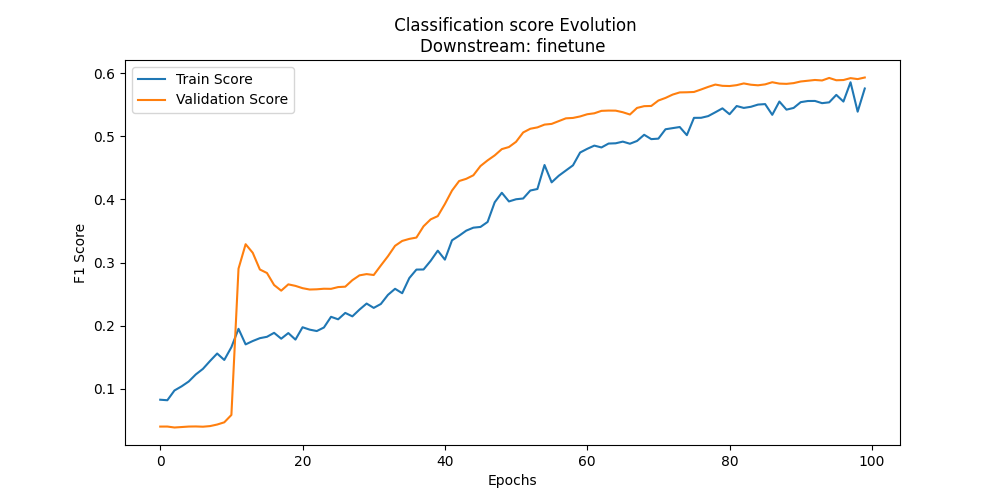 Classification score Evolution
Downstream: finetune
Train Score
Validation Score
F1 Score
0.6
0.5
0.4
0.3
0.2
0.1
0 20 40 60 80 100
Epochs